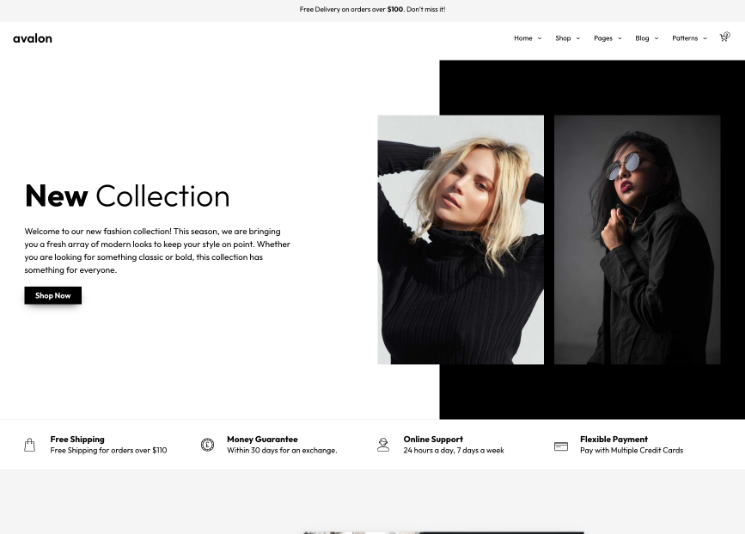 Free Delivery on orders over $100. Don't miss it!
avalon
Home Shop Pages Blog Patterns
New Collection
Welcome to our new fashion collection! This season, we are bringing
you a fresh array of modern looks to keep your style on point. Whether
you are looking for something classic or bold, this collection has
something for everyone.
Shop Now
Free Shipping
Free Shipping for orders over $110
Money Guarantee
Within 30 days for an exchange.
Online Support
24 hours a day, 7 days a week
Flexible Payment
Pay with Multiple Credit Cards